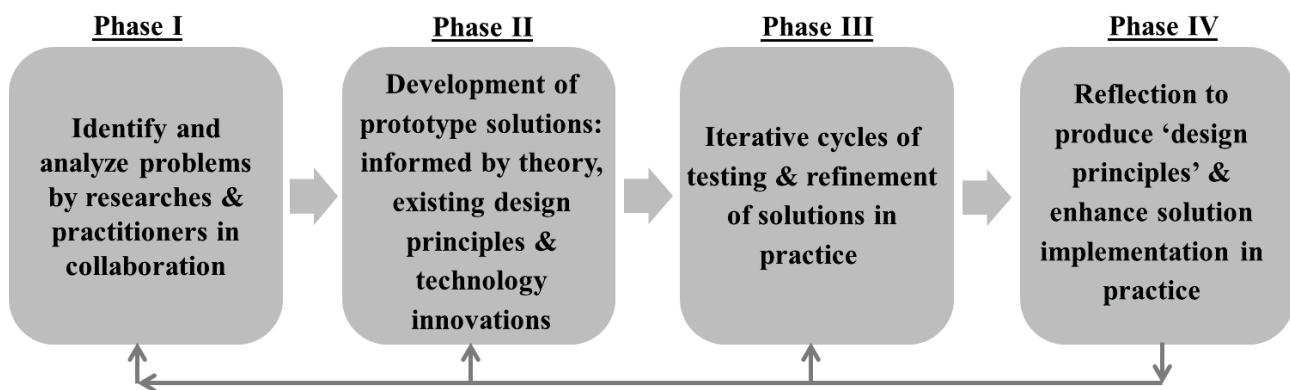 Phase I
Identify and
analyze problems
by researches &
practitioners in
collaboration
Phase II
Development of
prototype solutions:
informed by theory,
existing design
principles &
technology
innovations
Phase III
Iterative cycles of
testing & refinement
of solutions in
practice
Phase IV
Reflection to
produce ‘design
principles’ &
enhance solution
implementation in
practice